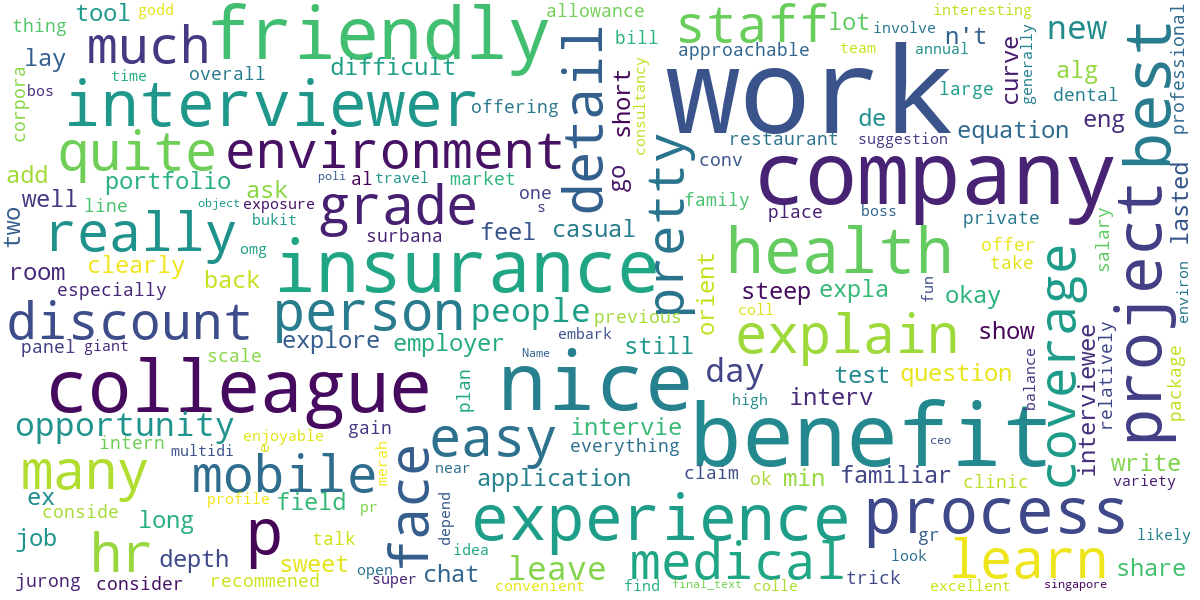 thing
godd
tool
friendly
allowance
bill
staff
lot
involve
interesting
n't
new
much
lay
bos
time
overall
difficult
approachable
team
annual
curve
generally
professional
corpora
interviewer
offering
detail
short
consultancy
work
large
alg
dental
best
quite
environment
go
restaurant
suggestion
de
equation
eng
add
portfolio
ask
poli
al
travel
market
one
s
pretty
conv
company
well
line
object
exposure
bukit
grade
surbana
feel
casual
family
place
boss
private
salary
lasted
two
really
omg
health
offer
take
project
room
clearly
back
insurance
orient
steep
expla
fun
okay
coverage
environ
especially
discount
person
people
previous
explore
employer
embark
still
coll
explain
show
interviewee
relatively
panel
giant
scale
Name
colleague
plan
nice
day
test
question
balance
package
high
interv
opportunity
intern
multidi
enjoyable
e
gain
easy
intervie
everything
benefit
ceo
many
mobile
merah
face
near
application
claim
ok
min
familiar
clinic
write
variety
ex
conside
profile
field
pr
depend
experience
process
job
long
hr
p
talk
idea
gr
likely
depth
sweet
open
super
chat
leave
medical
look
learn
share
jurong
consider
recommened
convenient
find
final_text
colle
trick
excellent
singapore